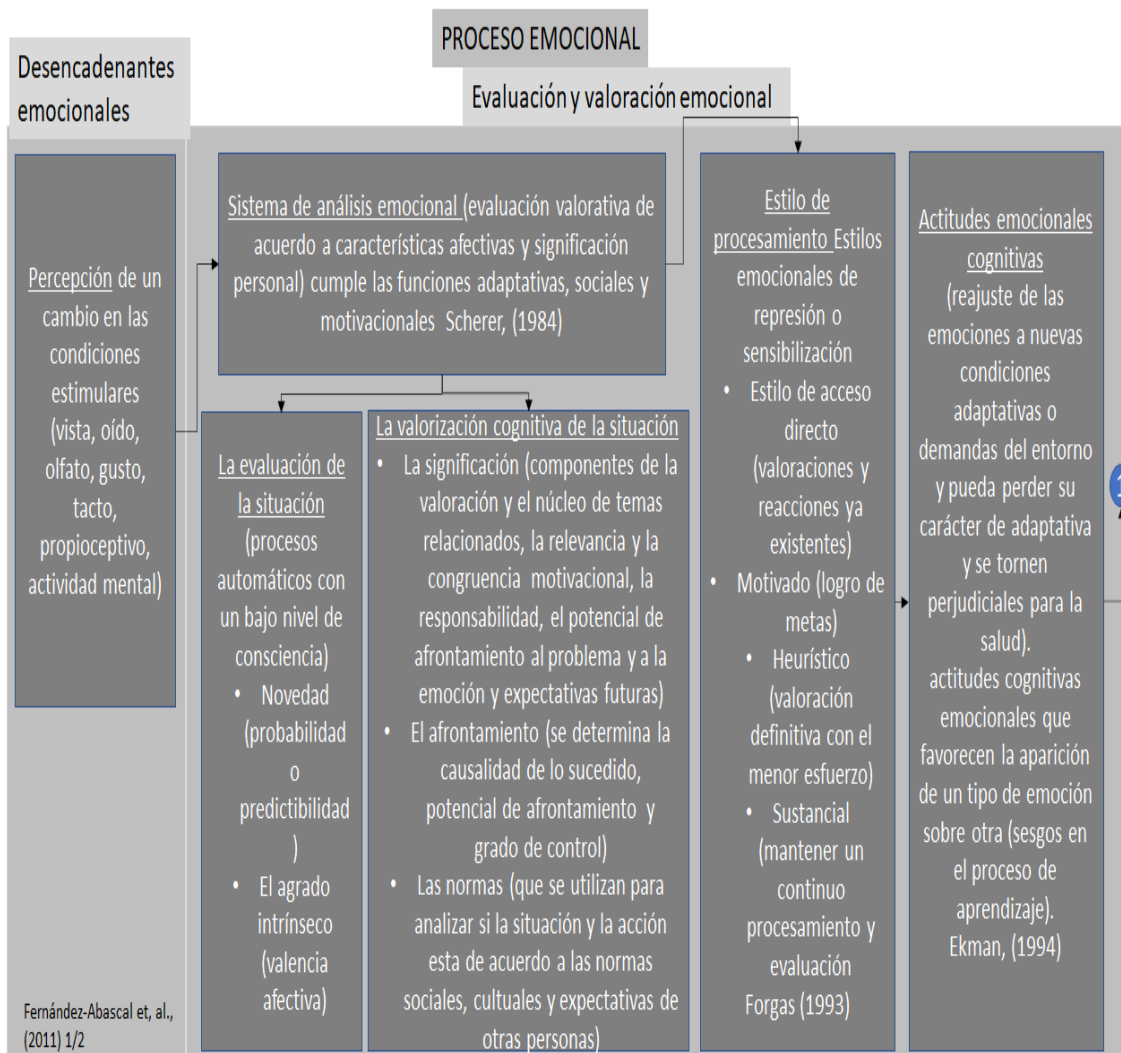 PROCESO EMOCIONAL
Desencadenantes
emocionales
Evaluación y valoración emocional
Percepción de un
cambio en las
condiciones
estimulares
(vista, oído,
olfato, gusto,
tacto,
propioceptivo,
actividad mental)
Sistema de análisis emocional (evaluación valorativa de
acuerdo a características afectivas y significación
personal) cumple las funciones adaptativas, sociales y
motivacionales Scherer, (1984)
La evaluación de
la situación
(procesos
automáticos con
un bajo nivel de
consciencia)
• Novedad
(probabilidad
o
predictibilidad
)
• El agrado
intrínseco
(valencia
afectiva)
La valorización cognitiva de la situación
• La significación (componentes de la
valoración y el núcleo de temas
relacionados, la relevancia y la
congruencia motivacional, la
responsabilidad, el potencial de
afrontamiento al problema y a la
emoción y expectativas futuras)
• El afrontamiento (se determina la
causalidad de lo sucedido,
potencial de afrontamiento y
grado de control)
• Las normas (que se utilizan para
analizar si la situación y la acción
esta de acuerdo a las normas
sociales, cultuales y expectativas de
otras personas)
Estilo de
procesamiento Estilos
emocionales de
represión o
sensibilización
• Estilo de acceso
directo
(valoraciones y
reacciones ya
existentes)
• Motivado (logro de
metas)
• Heurístico
(valoración
definitiva con el
menor esfuerzo)
• Sustancial
(mantener un
continuo
procesamiento y
evaluación
Forgas (1993)
Actitudes emocionales
cognitivas
(reajuste de las
emociones a nuevas
condiciones
adaptativas o
demandas del entorno
y pueda perder su
carácter de adaptativa
y se tornen
perjudiciales para la
salud).
actitudes cognitivas
emocionales que
favorecen la aparición
de un tipo de emoción
sobre otra (sesgos en
el proceso de
aprendizaje).
Ekman, (1994)
1
Fernández-Abascal et, al.,
(2011) 1/2